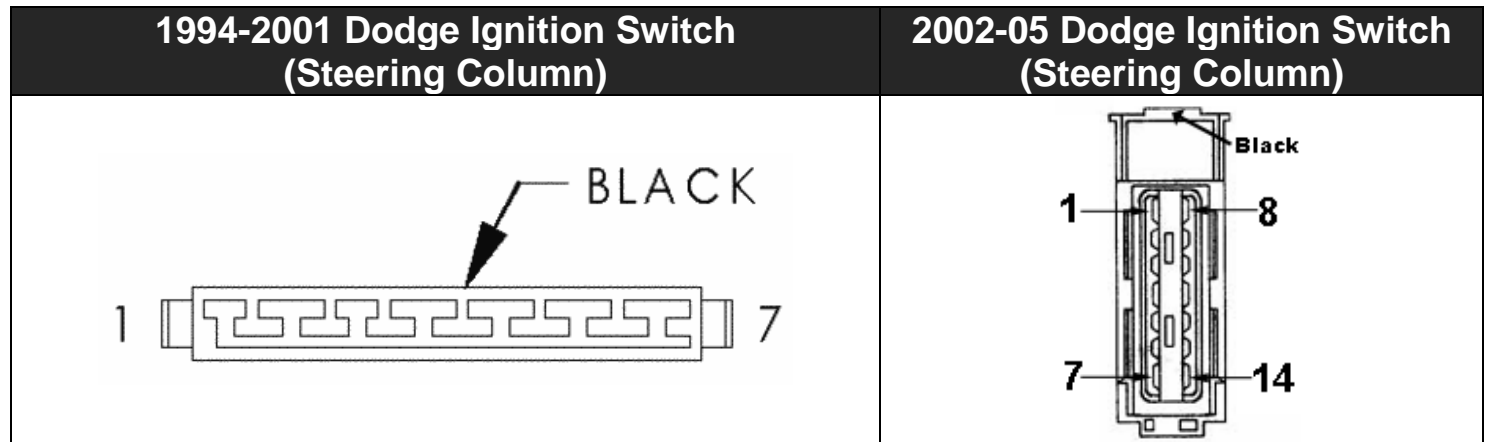 1994-2001 Dodge Ignition Switch
(Steering Column)
2002-05 Dodge Ignition Switch
(Steering Column)
BLACK
1
7
Black
1
8
7
14